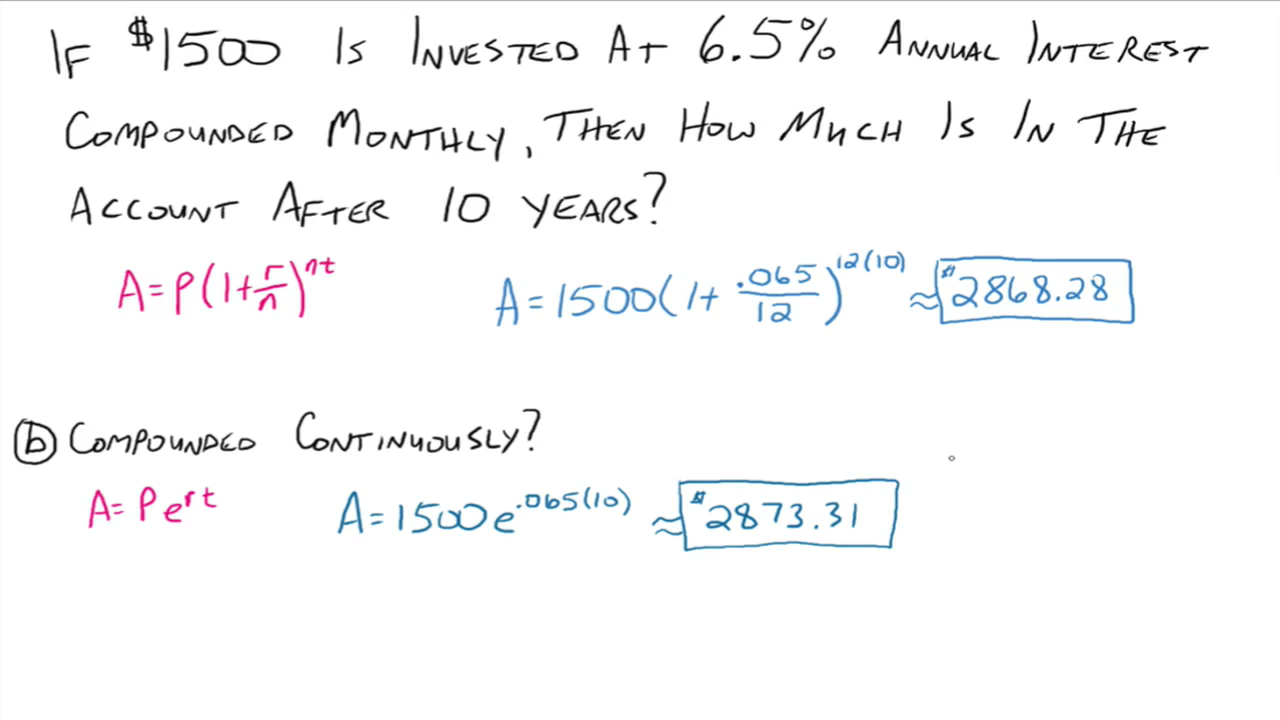 IF $1500 IS INVESTED AT 6.5% ANNUAL INTEREST
COMPOUNDED MONTHLY, THEN HOW MUCH IS IN THE
ACCOUNT AFTER 10 YEARS?
A=P(1+r/n)^nt
A=1500(1+.065/12)^12(10) ≈ $2868.28
(b) COMPOUNDED CONTINUOUSLY?
A=Pe^rt
A=1500e^.065(10) ≈ $2873.31